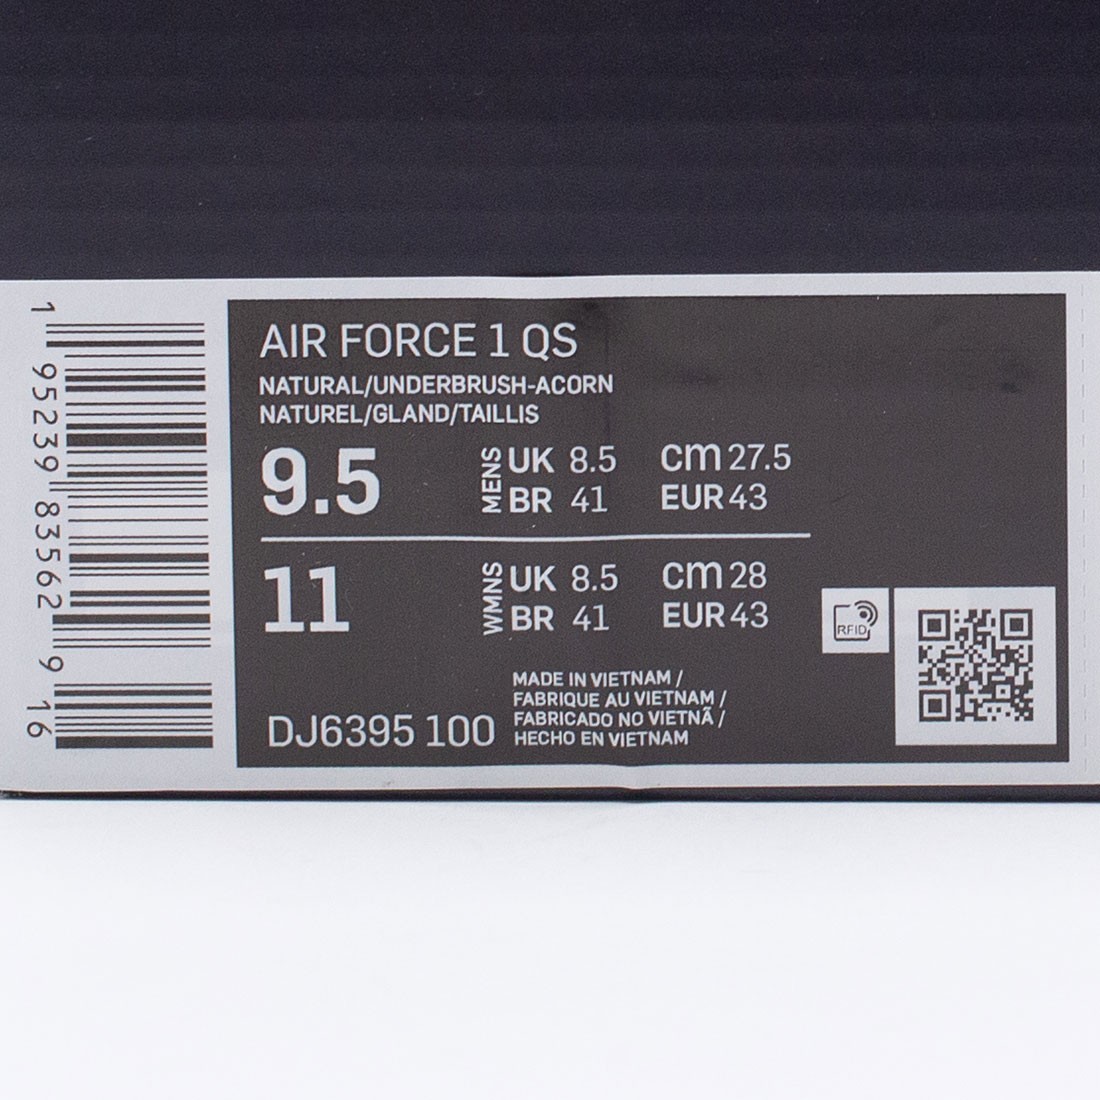 AIR FORCE 1 QS
NATURAL/UNDERBRUSH-ACORN
NATUREL/GLAND/TAILLIS
9.5 MENS UK 8.5 cm 27.5
BR 41 EUR 43
11 WMNS UK 8.5 cm 28
BR 41 EUR 43
RFID
MADE IN VIETNAM /
FABRIQUE AU VIETNAM /
FABRICADO NO VIETNÃ /
HECHO EN VIETNAM
DJ6395 100
1 95239 83562 9 16